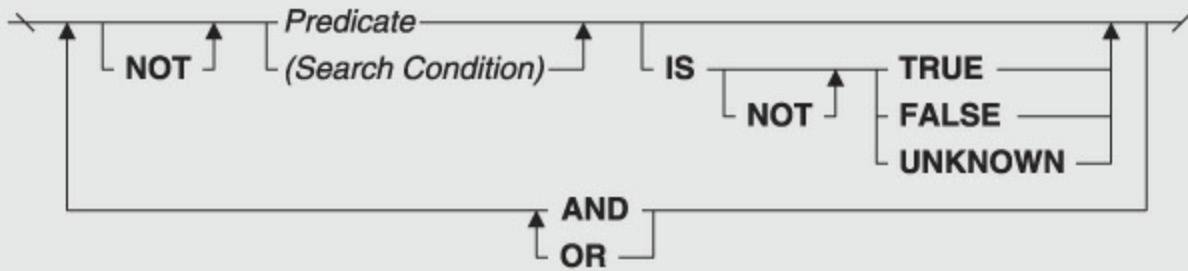 Predicate
NOT (Search Condition) IS TRUE
NOT FALSE
UNKNOWN
AND
OR